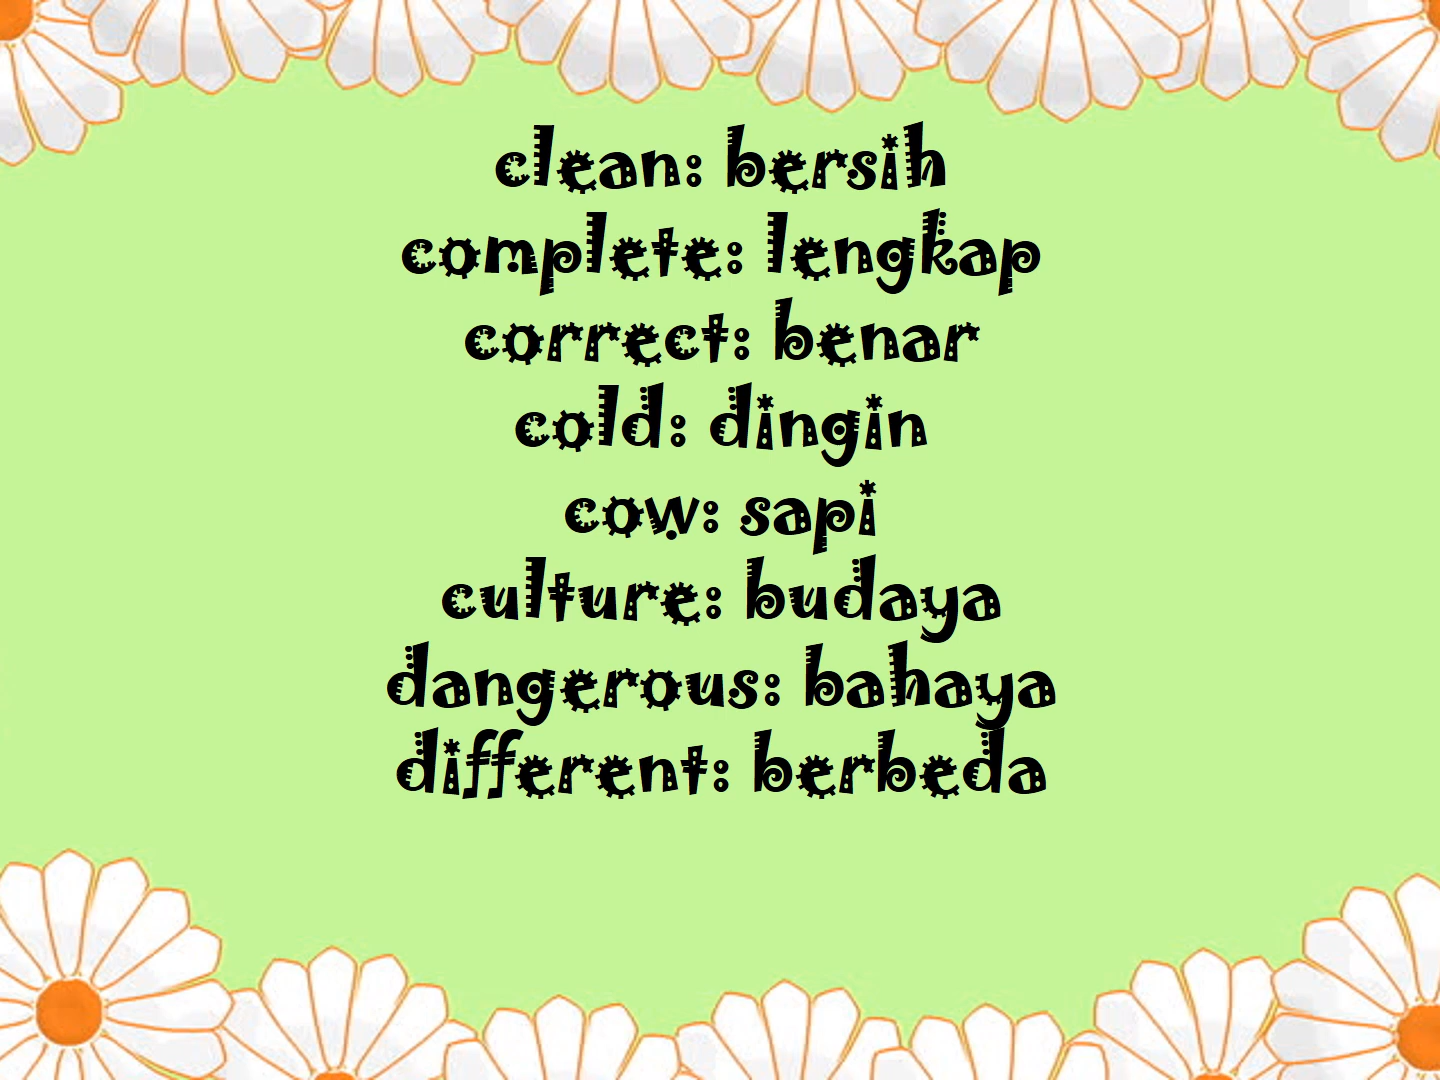 clean: bersih
complete: lengkap
correct: benar
cold: dingin
cow: sapi
culture: budaya
dangerous: bahaya
different: berbeda